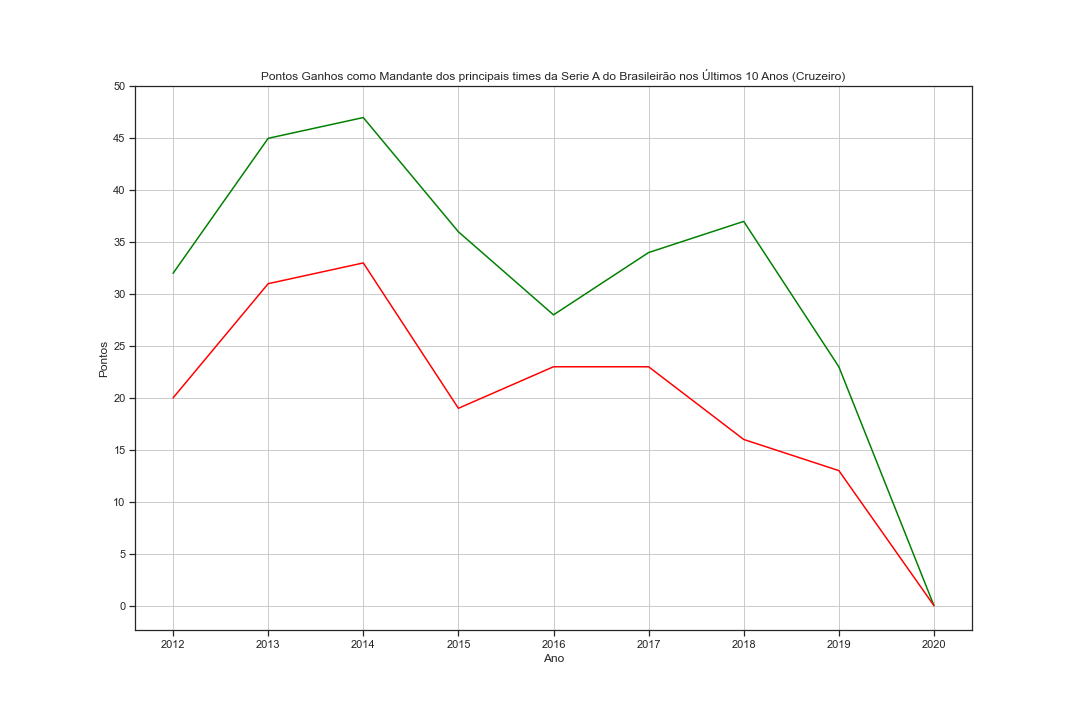 Pontos Ganhos como Mandante dos principais times da Serie A do Brasileirão nos Últimos 10 Anos (Cruzeiro)
50
45
40
35
30
25
20
15
10
5
0
Pontos
2012 2013 2014 2015 2016 2017 2018 2019 2020
Ano